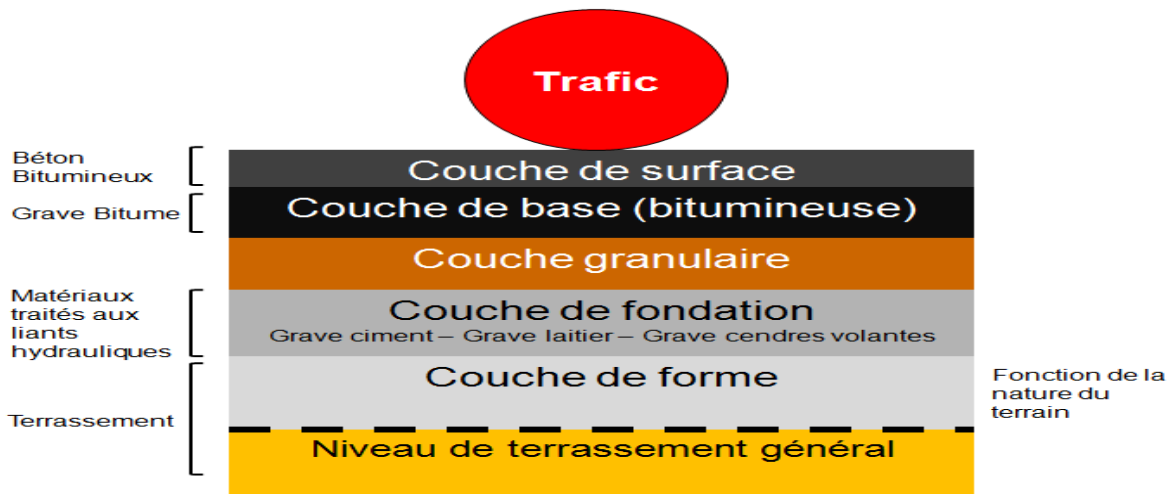 Trafic
Béton
Bitumineux
Couche de surface
Grave Bitume
Couche de base (bitumineuse)
Couche granulaire
Matériaux
traités aux
liants
hydrauliques
Couche de fondation
Grave ciment – Grave laitier – Grave cendres volantes
Couche de forme
Fonction de la
nature du
terrain
Terrassement
Niveau de terrassement général